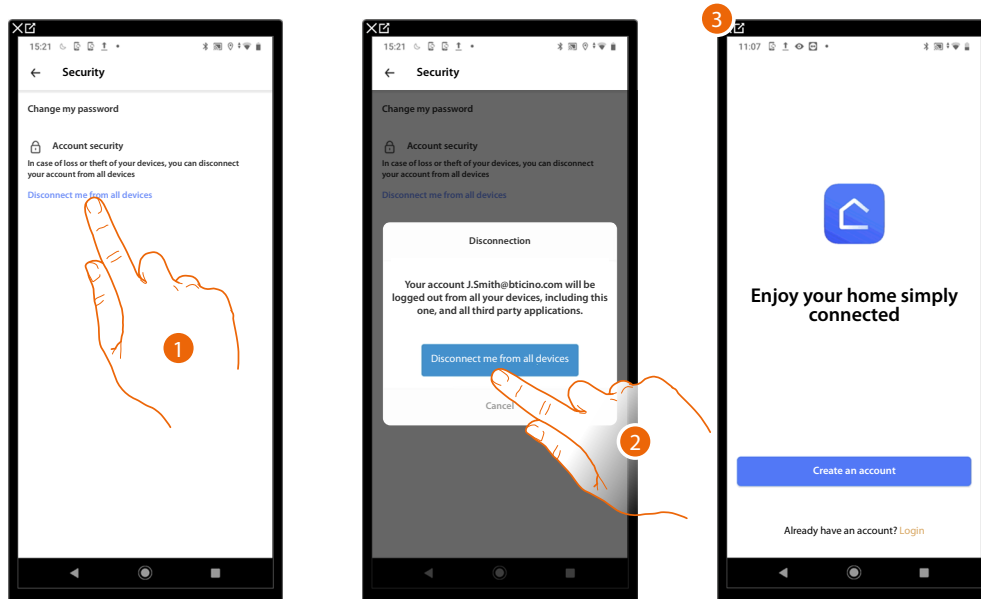 15:21
Security
Change my password
Account security
In case of loss or theft of your devices, you can disconnect
your account from all devices
Disconnect me from all devices
1
15:21
Security
Change my password
Account security
In case of loss or theft of your devices, you can disconnect
your account from all devices
Disconnect me from all devices
Disconnection
Your account J.Smith@bticino.com will be
logged out from all your devices, including this
one, and all third party applications.
Disconnect me from all devices
Cancel
2
3
11:07
Enjoy your home simply
connected
Create an account
Already have an account? Login